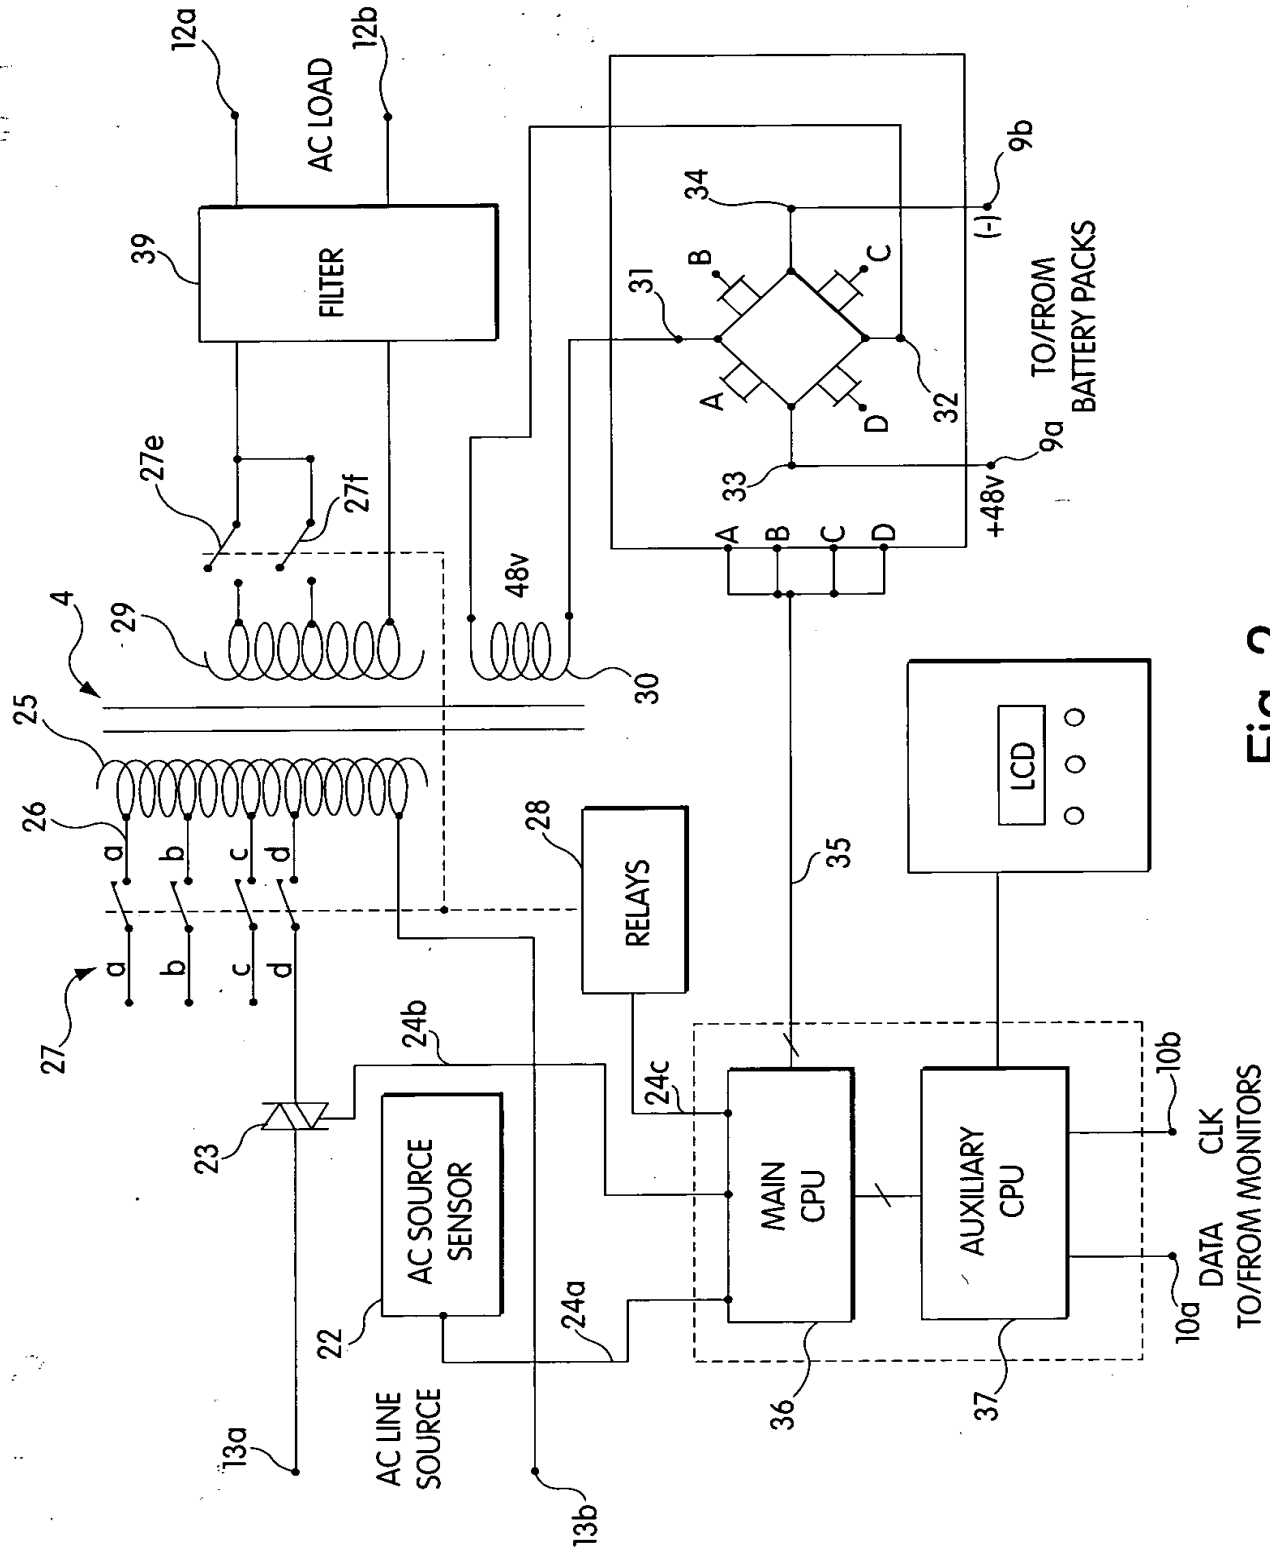 13a
AC LINE
SOURCE
13b
22
AC SOURCE
SENSOR
23
24a
24b
24c
27
a
b
c
d
26
a
b
c
d
25
4
29
27e
27f
39
FILTER
12a
AC LOAD
12b
28
RELAYS
30
48v
31
32
33
34
A
B
C
D
A
B
C
D
35
+48v
9a
(-)
9b
TO/FROM
BATTERY PACKS
MAIN
CPU
36
AUXILIARY
CPU
37
LCD
10a
DATA
CLK
10b
TO/FROM MONITORS
Fig. 2